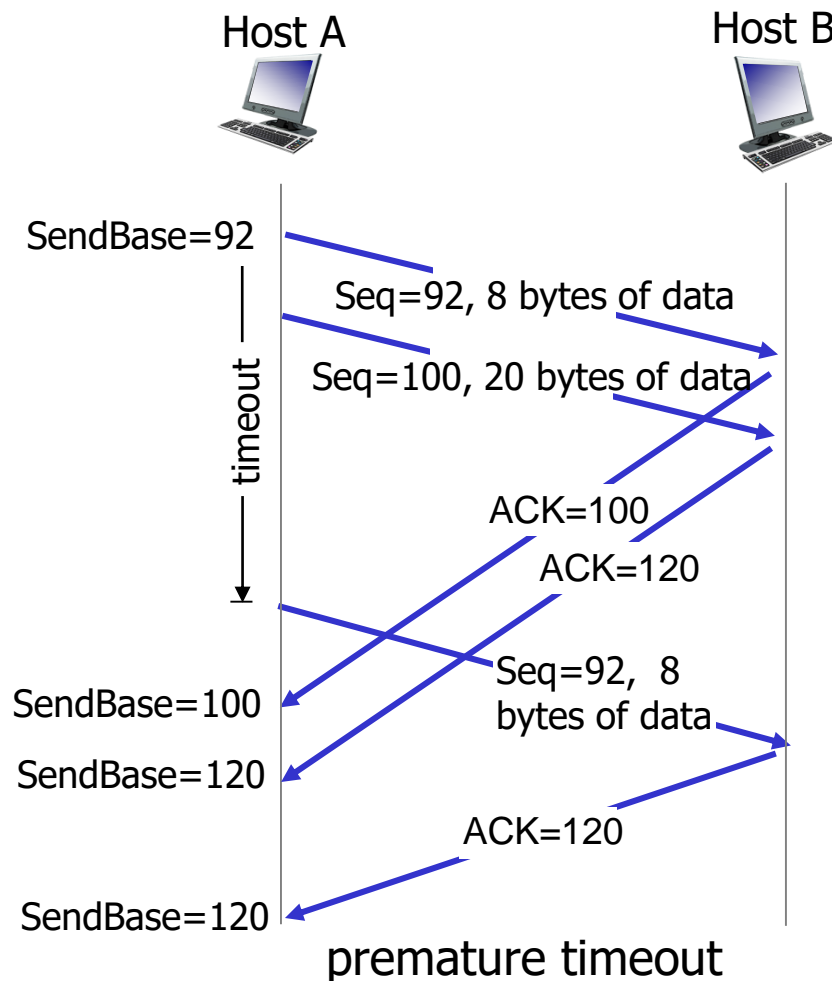 Host A
Host B
SendBase=92
Seq=92, 8 bytes of data
Seq=100, 20 bytes of data
timeout
ACK=100
ACK=120
Seq=92, 8
bytes of data
SendBase=100
SendBase=120
ACK=120
SendBase=120
premature timeout